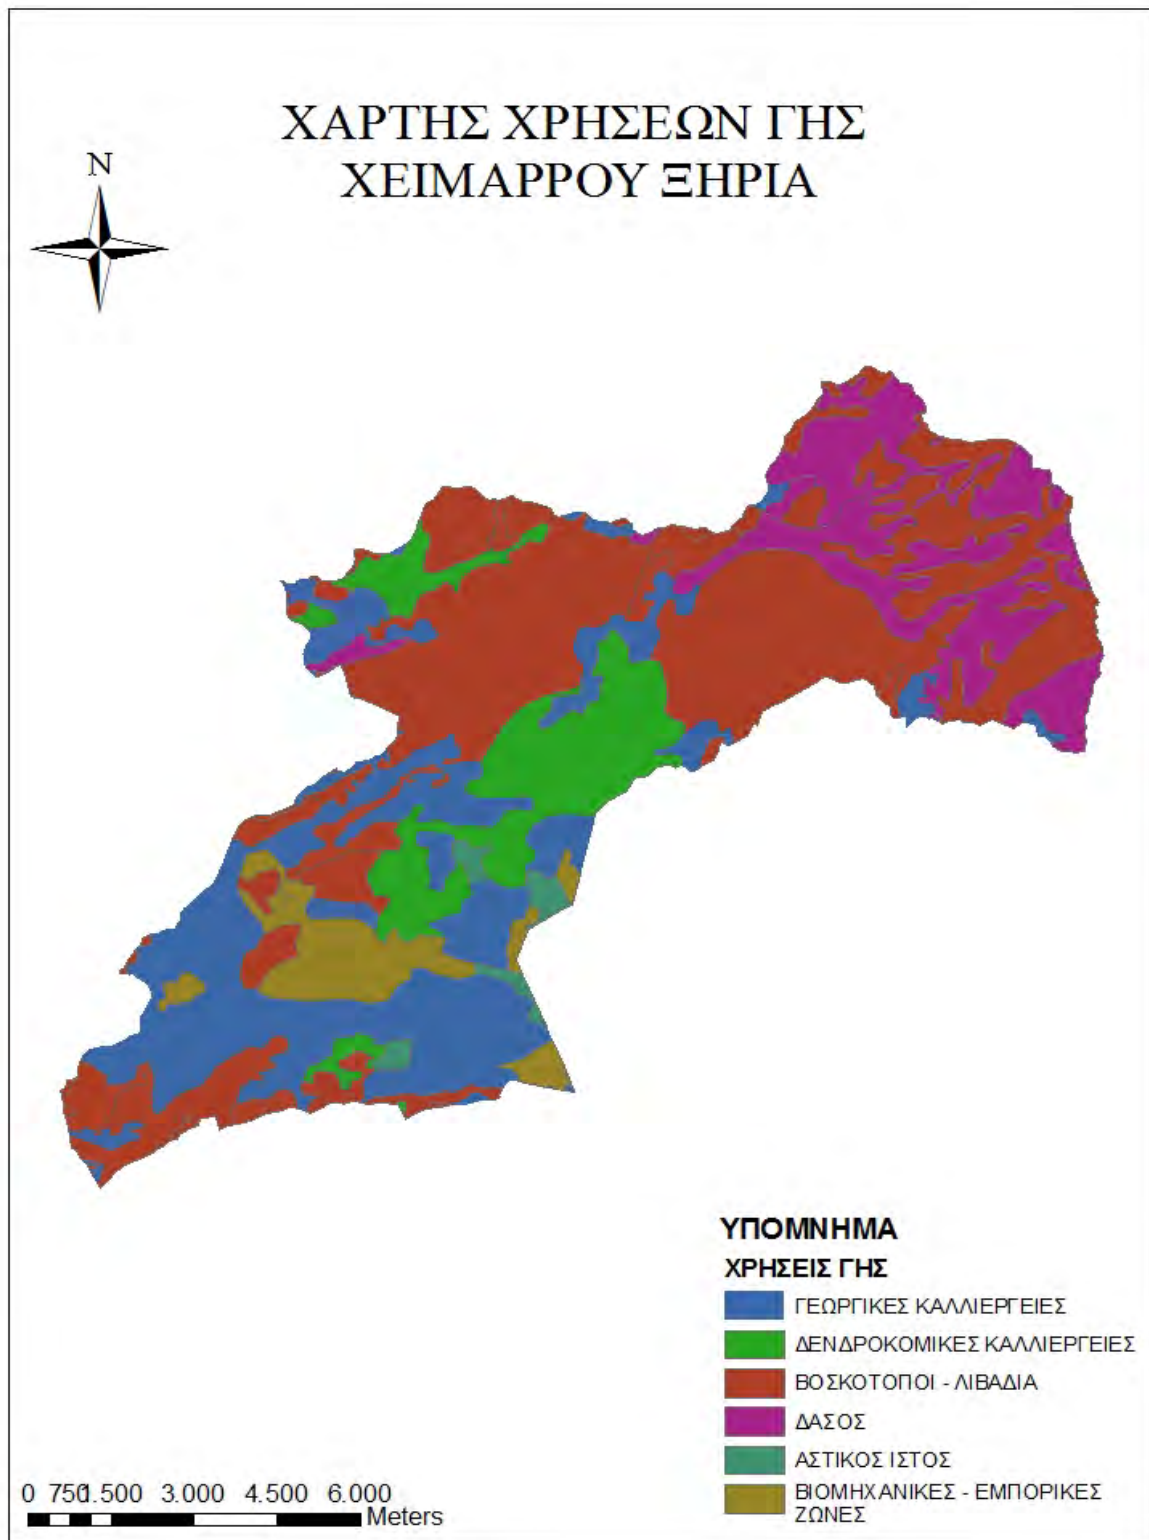 ΧΑΡΤΗΣ ΧΡΗΣΕΩΝ ΓΗΣ
ΧΕΙΜΑΡΡΟΥ ΞΗΡΙΑ
N
ΥΠΟΜΝΗΜΑ
ΧΡΗΣΕΙΣ ΓΗΣ
ΓΕΩΡΓΙΚΕΣ ΚΑΛΛΙΕΡΓΕΙΕΣ
ΔΕΝΔΡΟΚΟΜΙΚΕΣ ΚΑΛΛΙΕΡΓΕΙΕΣ
ΒΟΣΚΟΤΟΠΟΙ - ΛΙΒΑΔΙΑ
ΔΑΣΟΣ
ΑΣΤΙΚΟΣ ΙΣΤΟΣ
ΒΙΟΜΗΧΑΝΙΚΕΣ - ΕΜΠΟΡΙΚΕΣ
ΖΩΝΕΣ
0 750 1.500 3.000 4.500 6.000
Meters